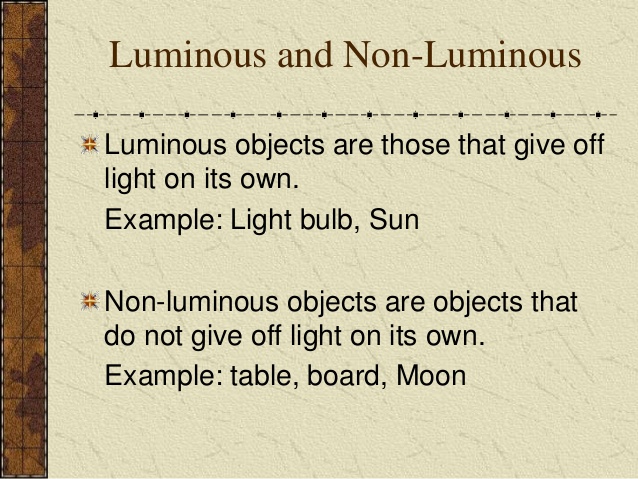 Luminous and Non-Luminous
Luminous objects are those that give off
light on its own.
Example: Light bulb, Sun
Non-luminous objects are objects that
do not give off light on its own.
Example: table, board, Moon